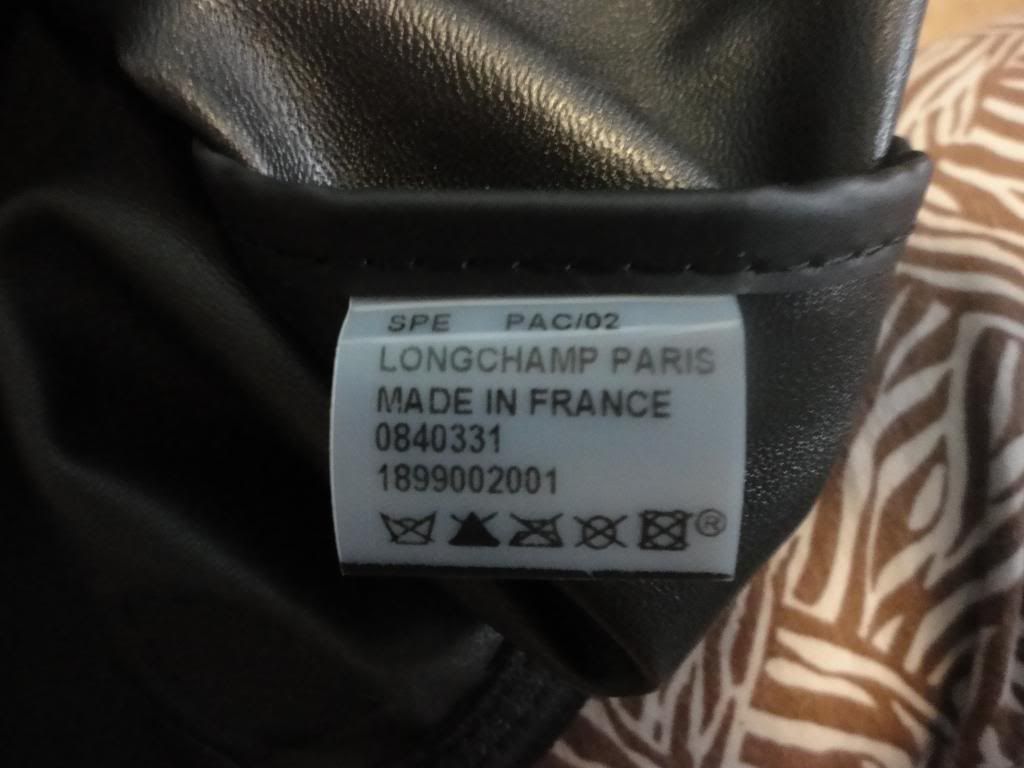 SPE PAC/02
LONGCHAMP PARIS
MADE IN FRANCE
0840331
1899002001
®